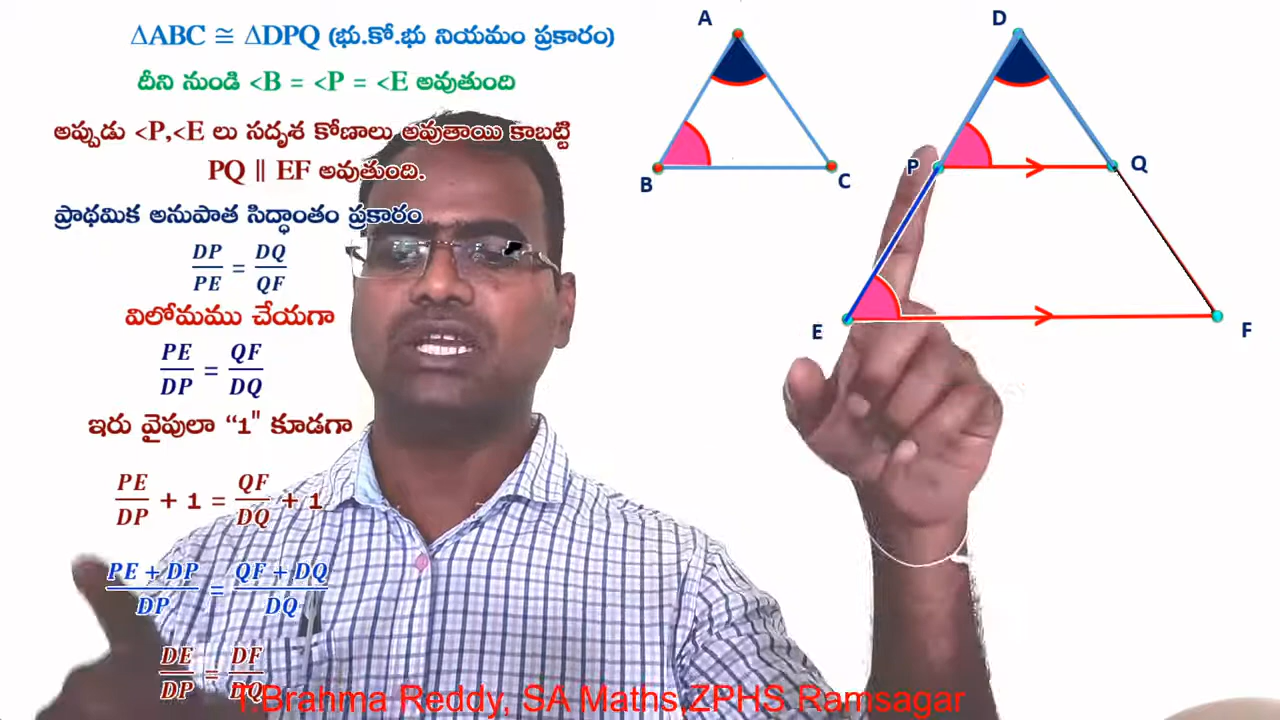 ∆ABC ≅ ∆DPQ (భు.కో.భు నియమం ప్రకారం)
దీని నుండి <B = <P = <E అవుతుంది
అప్పుడు <P,<E లు సదృశ కోణాలు అవుతాయి కాబట్టి
PQ || EF అవుతుంది.
ప్రాథమిక అనుపాత సిద్ధాంతం ప్రకారం
DP/PE = DQ/QF
విలోమము చేయగా
PE/DP = QF/DQ
ఇరు వైపులా “1" కూడగా
PE/DP + 1 = QF/DQ + 1
PE + DP/DP = QF + DQ/DQ
DE/DP = DF/DQ
T.Brahma Reddy, SA Maths,ZPHS Ramsagar
A
B
C
D
P
Q
E
F